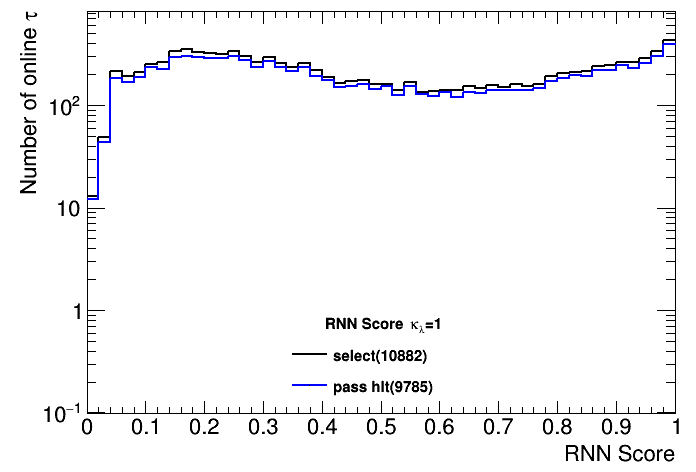 Number of online τ
10²
10
1
10⁻¹
RNN Score κλ=1
select(10882)
pass hlt(9785)
0 0.1 0.2 0.3 0.4 0.5 0.6 0.7 0.8 0.9 1
RNN Score